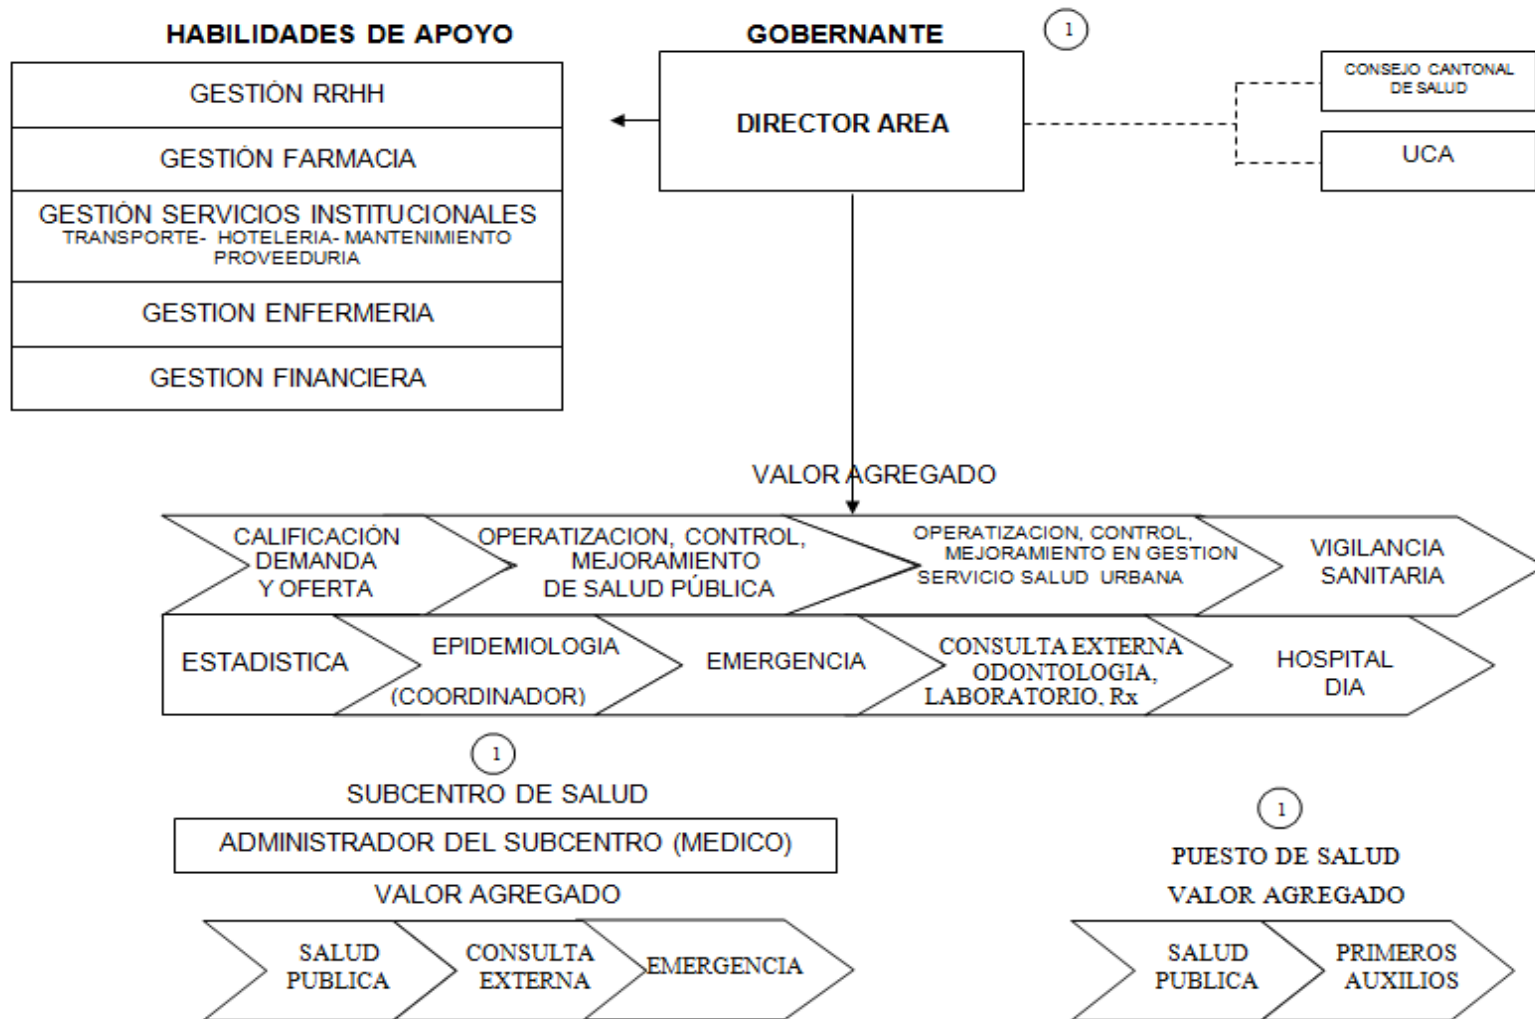 HABILIDADES DE APOYO
GESTIÓN RRHH
GESTIÓN FARMACIA
GESTIÓN SERVICIOS INSTITUCIONALES
TRANSPORTE- HOTELERIA- MANTENIMIENTO
PROVEEDURIA
GESTION ENFERMERIA
GESTION FINANCIERA
GOBERNANTE
1
DIRECTOR AREA
CONSEJO CANTONAL
DE SALUD
UCA
VALOR AGREGADO
CALIFICACIÓN
DEMANDA
Y OFERTA
OPERATIZACION, CONTROL,
MEJORAMIENTO
DE SALUD PÚBLICA
OPERATIZACION, CONTROL,
MEJORAMIENTO EN GESTION
SERVICIO SALUD URBANA
VIGILANCIA
SANITARIA
ESTADISTICA
EPIDEMIOLOGIA
(COORDINADOR)
EMERGENCIA
CONSULTA EXTERNA
ODONTOLOGIA,
LABORATORIO, Rx
HOSPITAL
DIA
1
SUBCENTRO DE SALUD
ADMINISTRADOR DEL SUBCENTRO (MEDICO)
VALOR AGREGADO
SALUD
PUBLICA
CONSULTA
EXTERNA
EMERGENCIA
1
PUESTO DE SALUD
VALOR AGREGADO
SALUD
PUBLICA
PRIMEROS
AUXILIOS